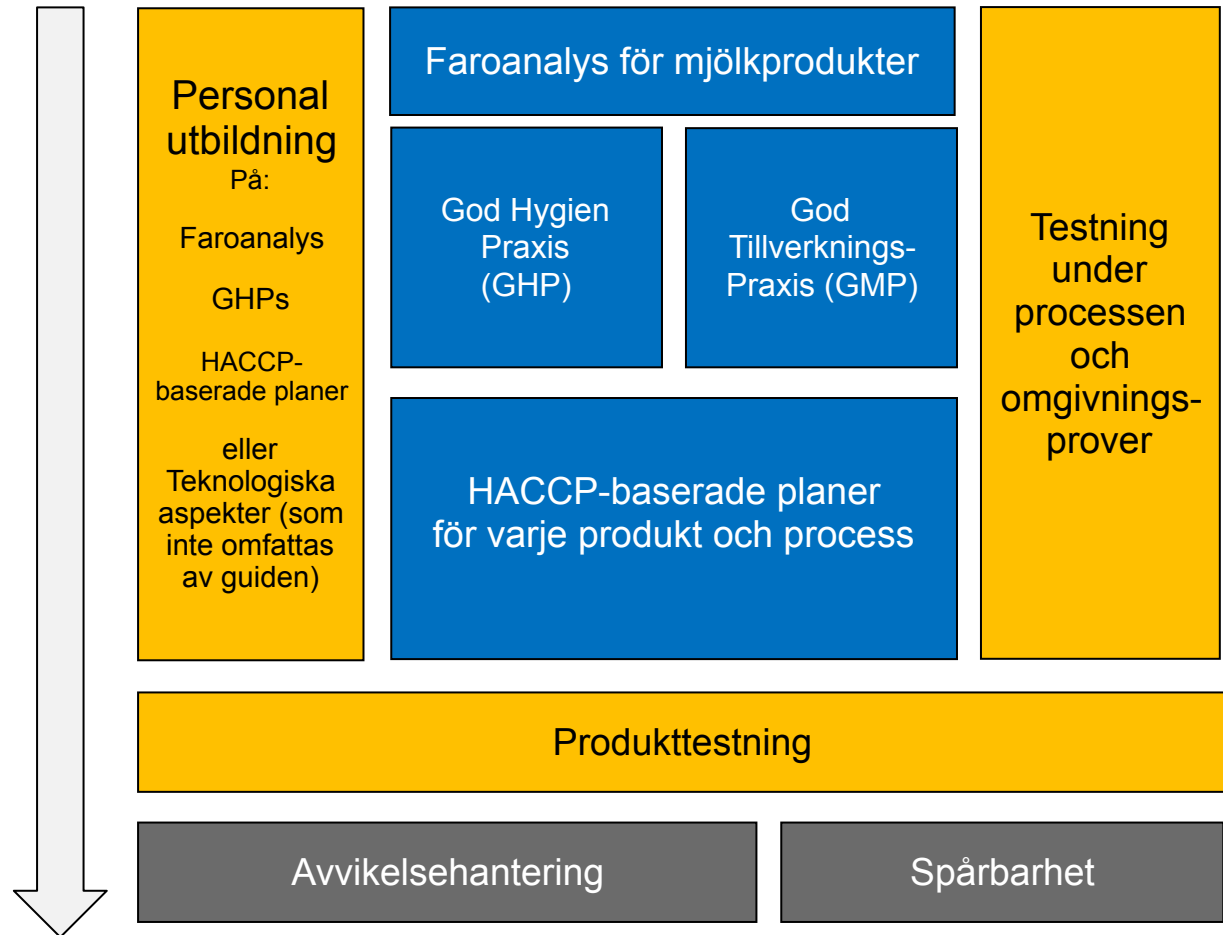 Personal
utbildning
På:
Faroanalys
GHPs
HACCP-
baserade planer
eller
Teknologiska
aspekter (som
inte omfattas
av guiden)
Faroanalys för mjölkprodukter
God Hygien
Praxis
(GHP)
God
Tillverknings-
Praxis (GMP)
HACCP-baserade planer
för varje produkt och process
Testning
under
processen
och
omgivnings-
prover
Produkttestning
Avvikelsehantering
Spårbarhet